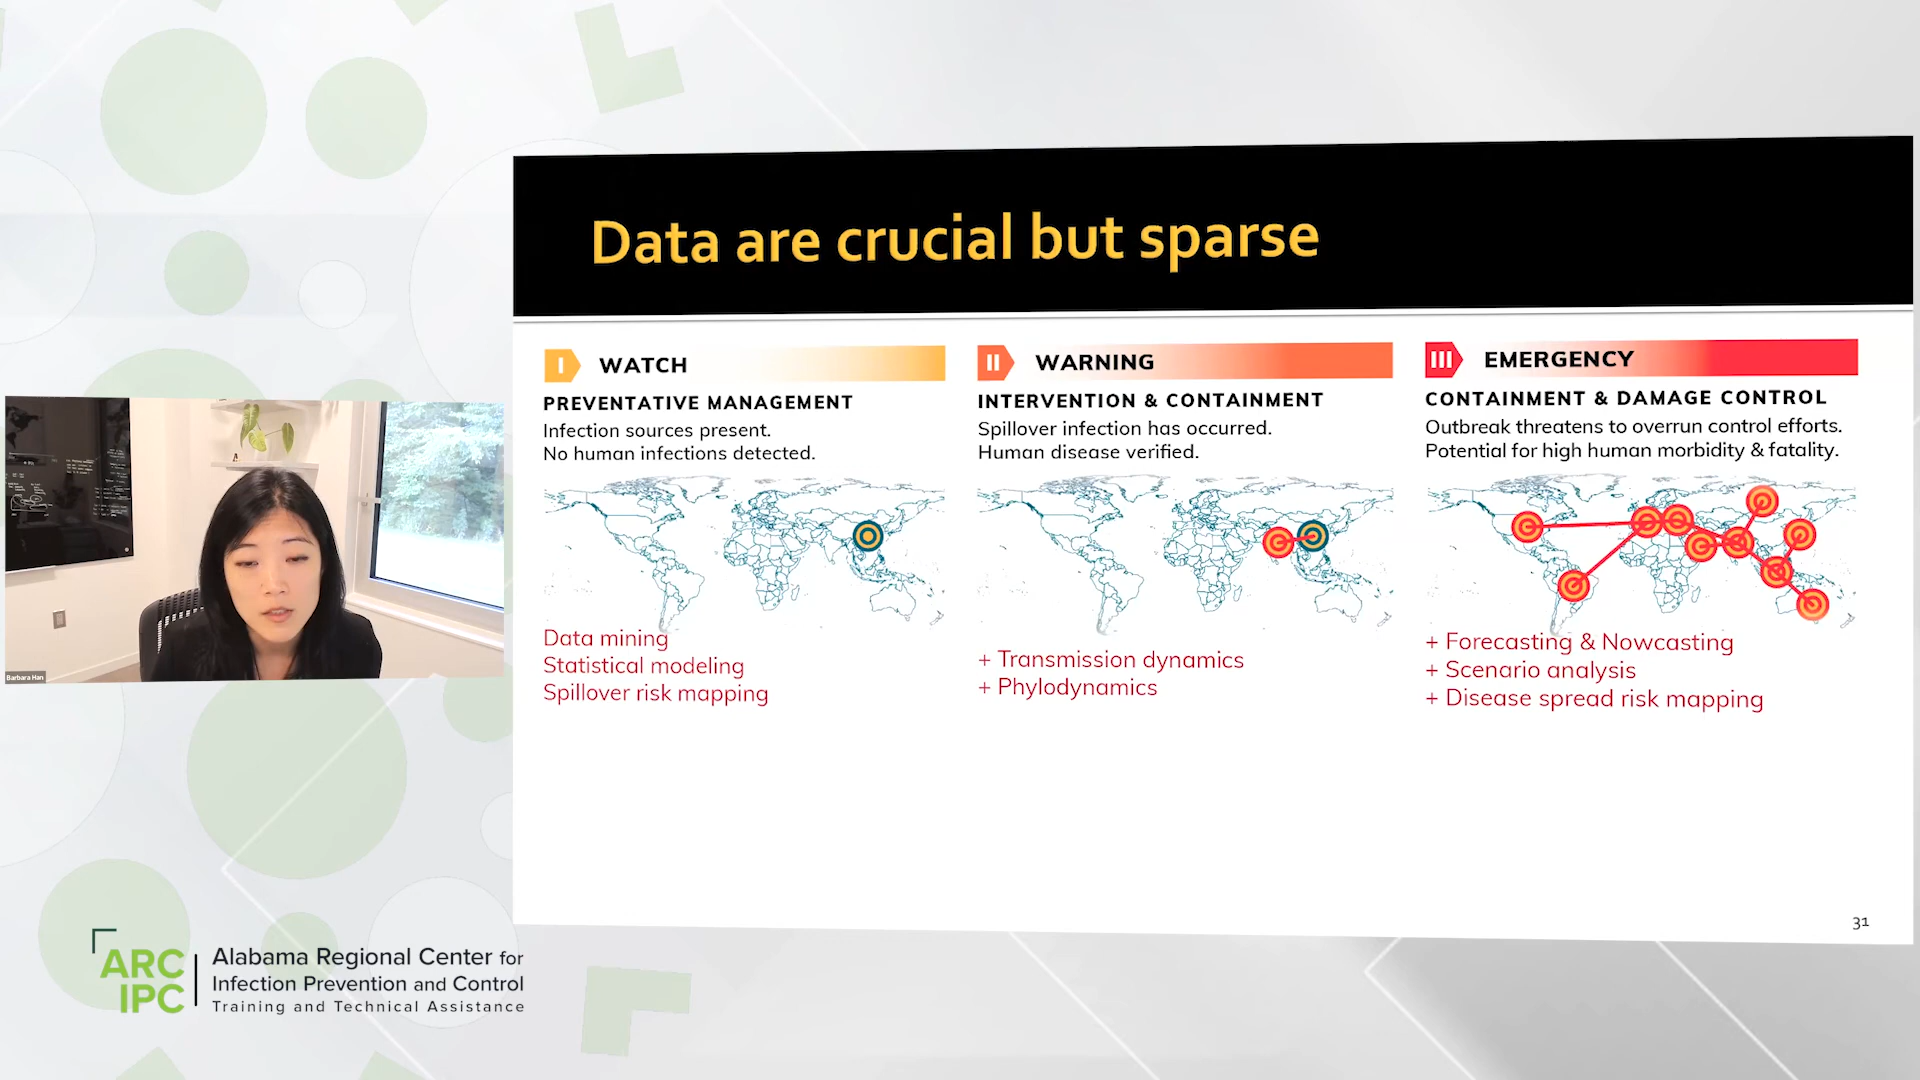 Data are crucial but sparse
I WATCH
PREVENTATIVE MANAGEMENT
Infection sources present.
No human infections detected.
Data mining
Statistical modeling
Spillover risk mapping
II WARNING
INTERVENTION & CONTAINMENT
Spillover infection has occurred.
Human disease verified.
+ Transmission dynamics
+ Phylodynamics
III EMERGENCY
CONTAINMENT & DAMAGE CONTROL
Outbreak threatens to overrun control efforts.
Potential for high human morbidity & fatality.
+ Forecasting & Nowcasting
+ Scenario analysis
+ Disease spread risk mapping
31
Barbara Han
ARC
IPC
Alabama Regional Center for
Infection Prevention and Control
Training and Technical Assistance